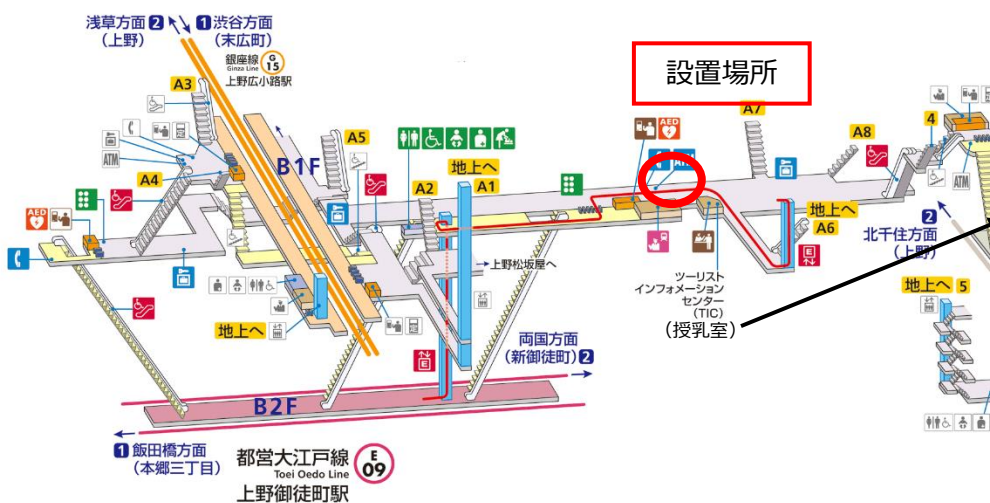 浅草方面 2
（上野）
1 渋谷方面
（末広町）
銀座線 G 15
Ginza Line
上野広小路駅
設置場所
A3
A5
A7
A8
4
ATM
A4
B1F
地上へ
A2
A1
AED
AED
ATM
ATM
地上へ
A6
2
北千住方面
（上野）
上野松坂屋へ
E
ツーリスト
インフォメーション
センター
（TIC）
（授乳室）
地上へ 5
地上へ
両国方面
（新御徒町）2
E
B2F
1 飯田橋方面
（本郷三丁目）
都営大江戸線 E 09
Toei Oedo Line
上野御徒町駅